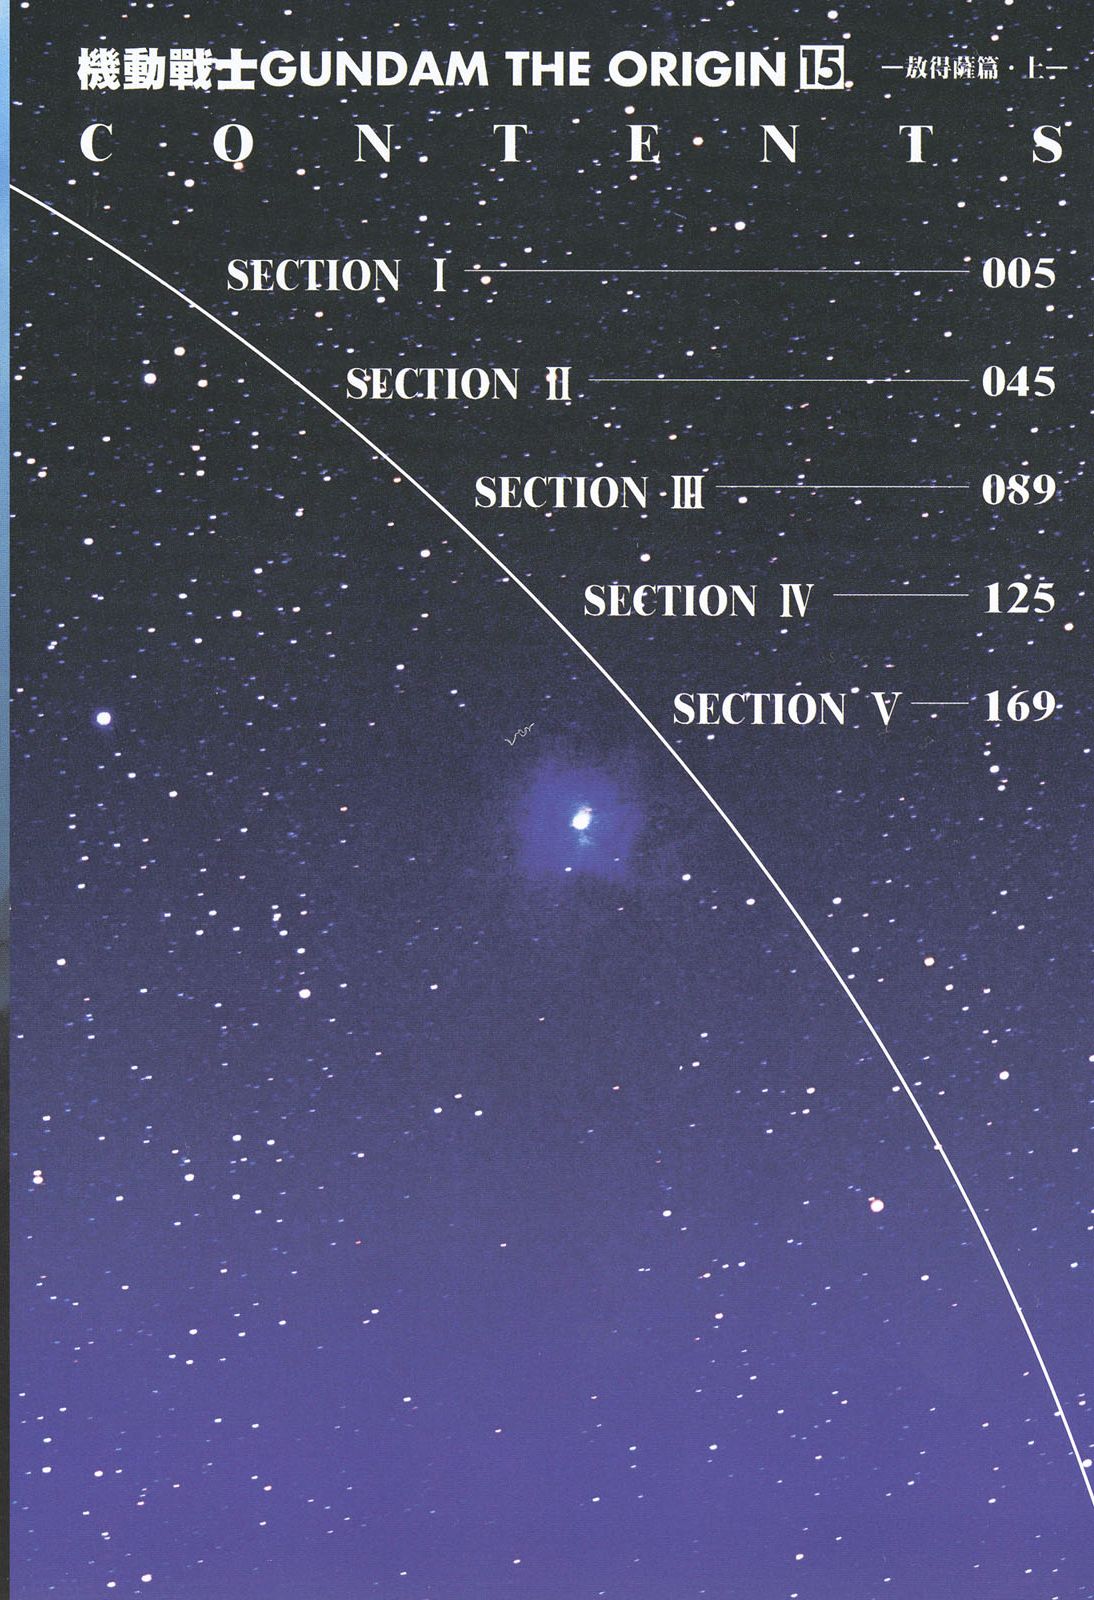 機動戰士GUNDAM THE ORIGIN 15 —敖得薩篇・上—
CONTENTS
SECTION I 005
SECTION II 045
SECTION III 089
SECTION IV 125
SECTION V 169